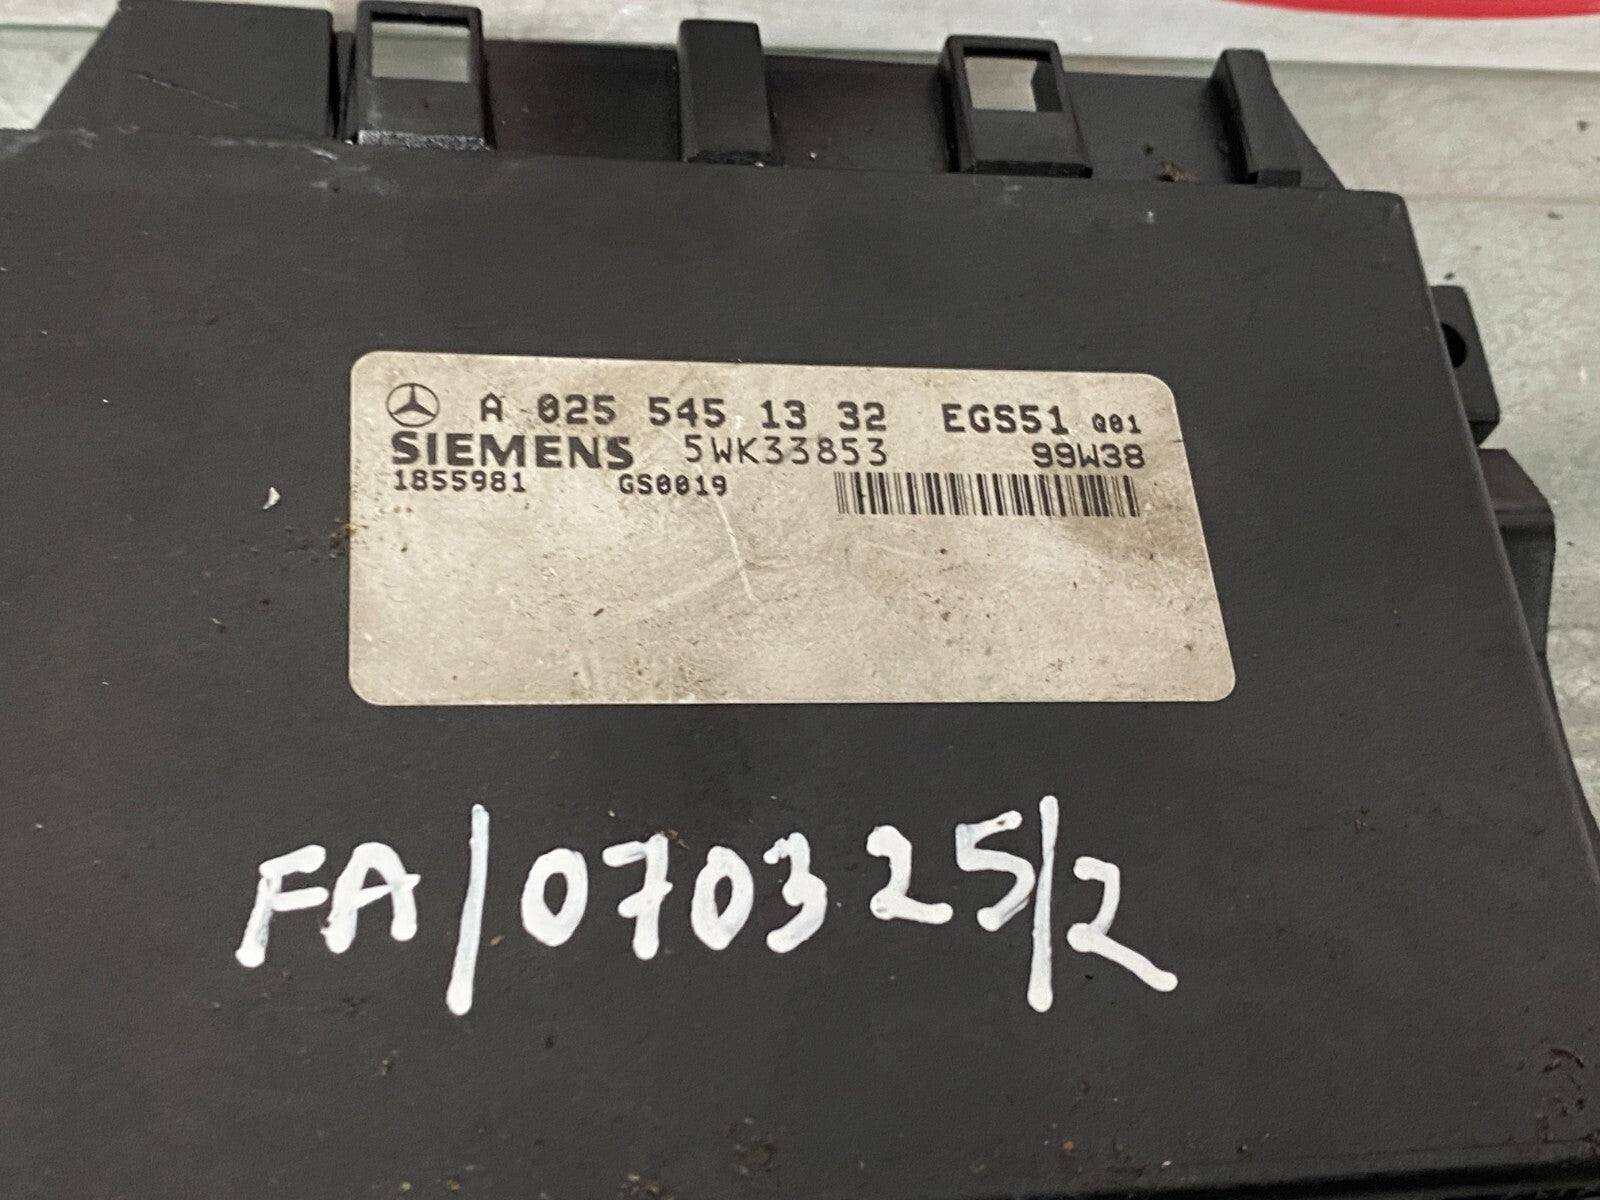 A 025 545 13 32 EGS51 Q01
SIEMENS 5WK33853 99W38
1855981 GS0019
FA/070325/2